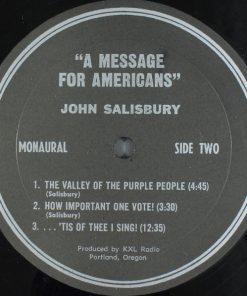 "A MESSAGE
FOR AMERICANS"
JOHN SALISBURY
MONAURAL SIDE TWO
1. THE VALLEY OF THE PURPLE PEOPLE (4:45)
(Salisbury)
2. HOW IMPORTANT ONE VOTE! (3:30)
(Salisbury)
3. . . . 'TIS OF THEE I SING! (12:35)
Produced by KXL Radio
Portland, Oregon